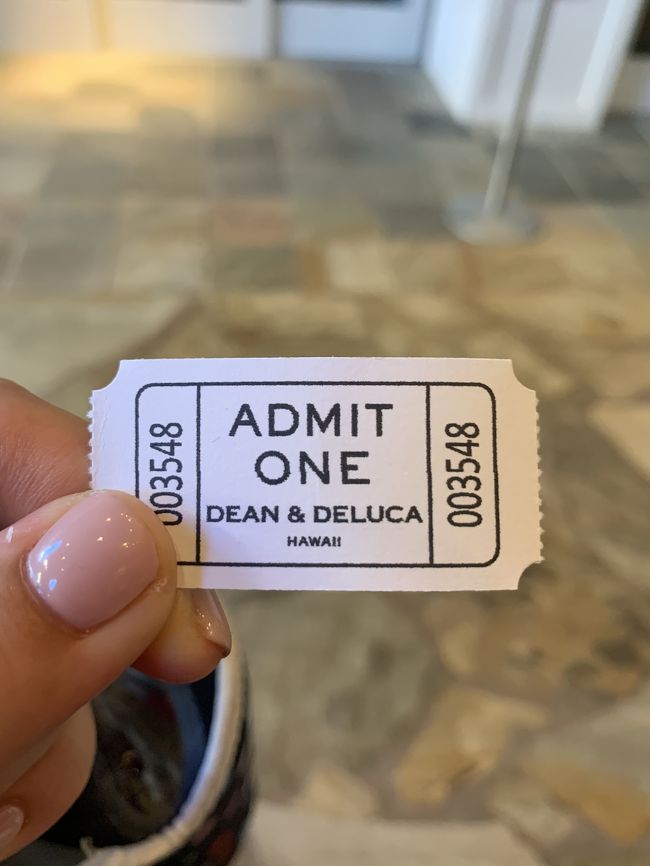 003548
ADMIT
ONE
DEAN & DELUCA
HAWAII
003548